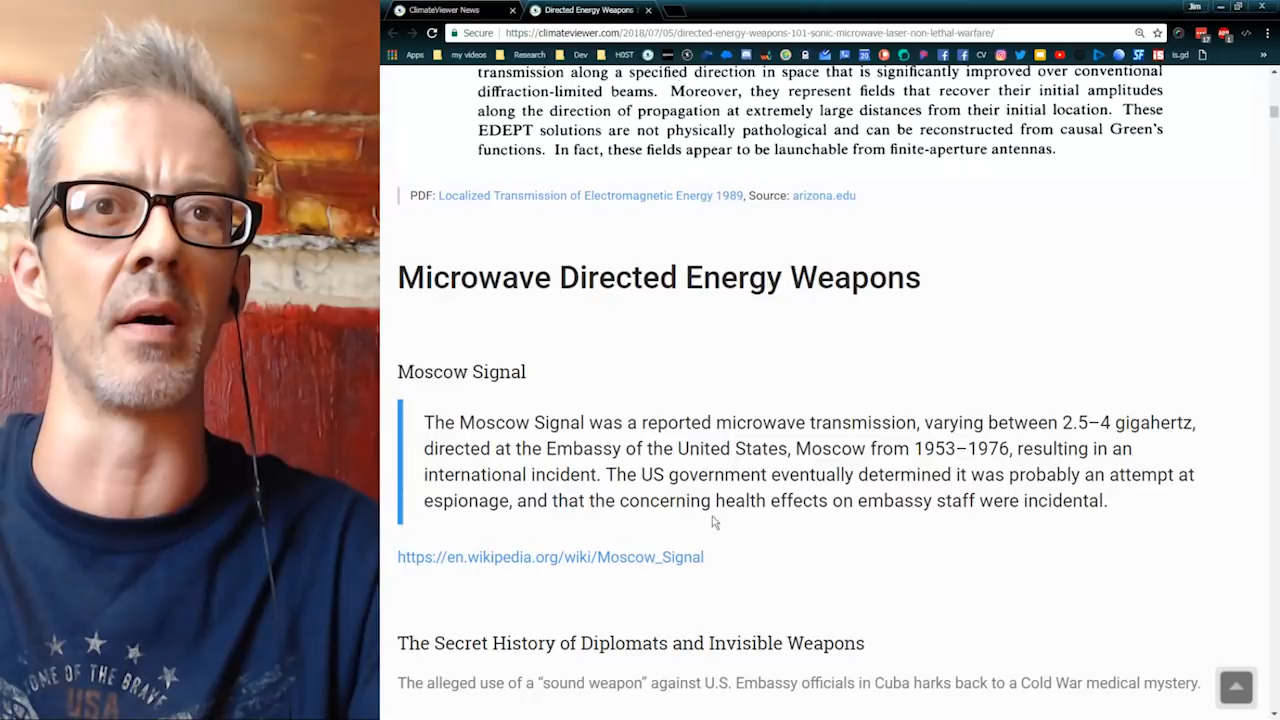 ClimateViewer News
Directed Energy Weapons
Jim
Secure
https://climateviewer.com/2018/07/05/directed-energy-weapons-101-sonic-microwave-laser-non-lethal-warfare/
Apps my videos Research Dev H0ST CV is.gd
transmission along a specified direction in space that is significantly improved over conventional
diffraction-limited beams. Moreover, they represent fields that recover their initial amplitudes
along the direction of propagation at extremely large distances from their initial location. These
EDEPT solutions are not physically pathological and can be reconstructed from causal Green's
functions. In fact, these fields appear to be launchable from finite-aperture antennas.
PDF: Localized Transmission of Electromagnetic Energy 1989, Source: arizona.edu
Microwave Directed Energy Weapons
Moscow Signal
The Moscow Signal was a reported microwave transmission, varying between 2.5–4 gigahertz,
directed at the Embassy of the United States, Moscow from 1953–1976, resulting in an
international incident. The US government eventually determined it was probably an attempt at
espionage, and that the concerning health effects on embassy staff were incidental.
https://en.wikipedia.org/wiki/Moscow_Signal
The Secret History of Diplomats and Invisible Weapons
The alleged use of a “sound weapon” against U.S. Embassy officials in Cuba harks back to a Cold War medical mystery.
OF THE BRAVE
USA